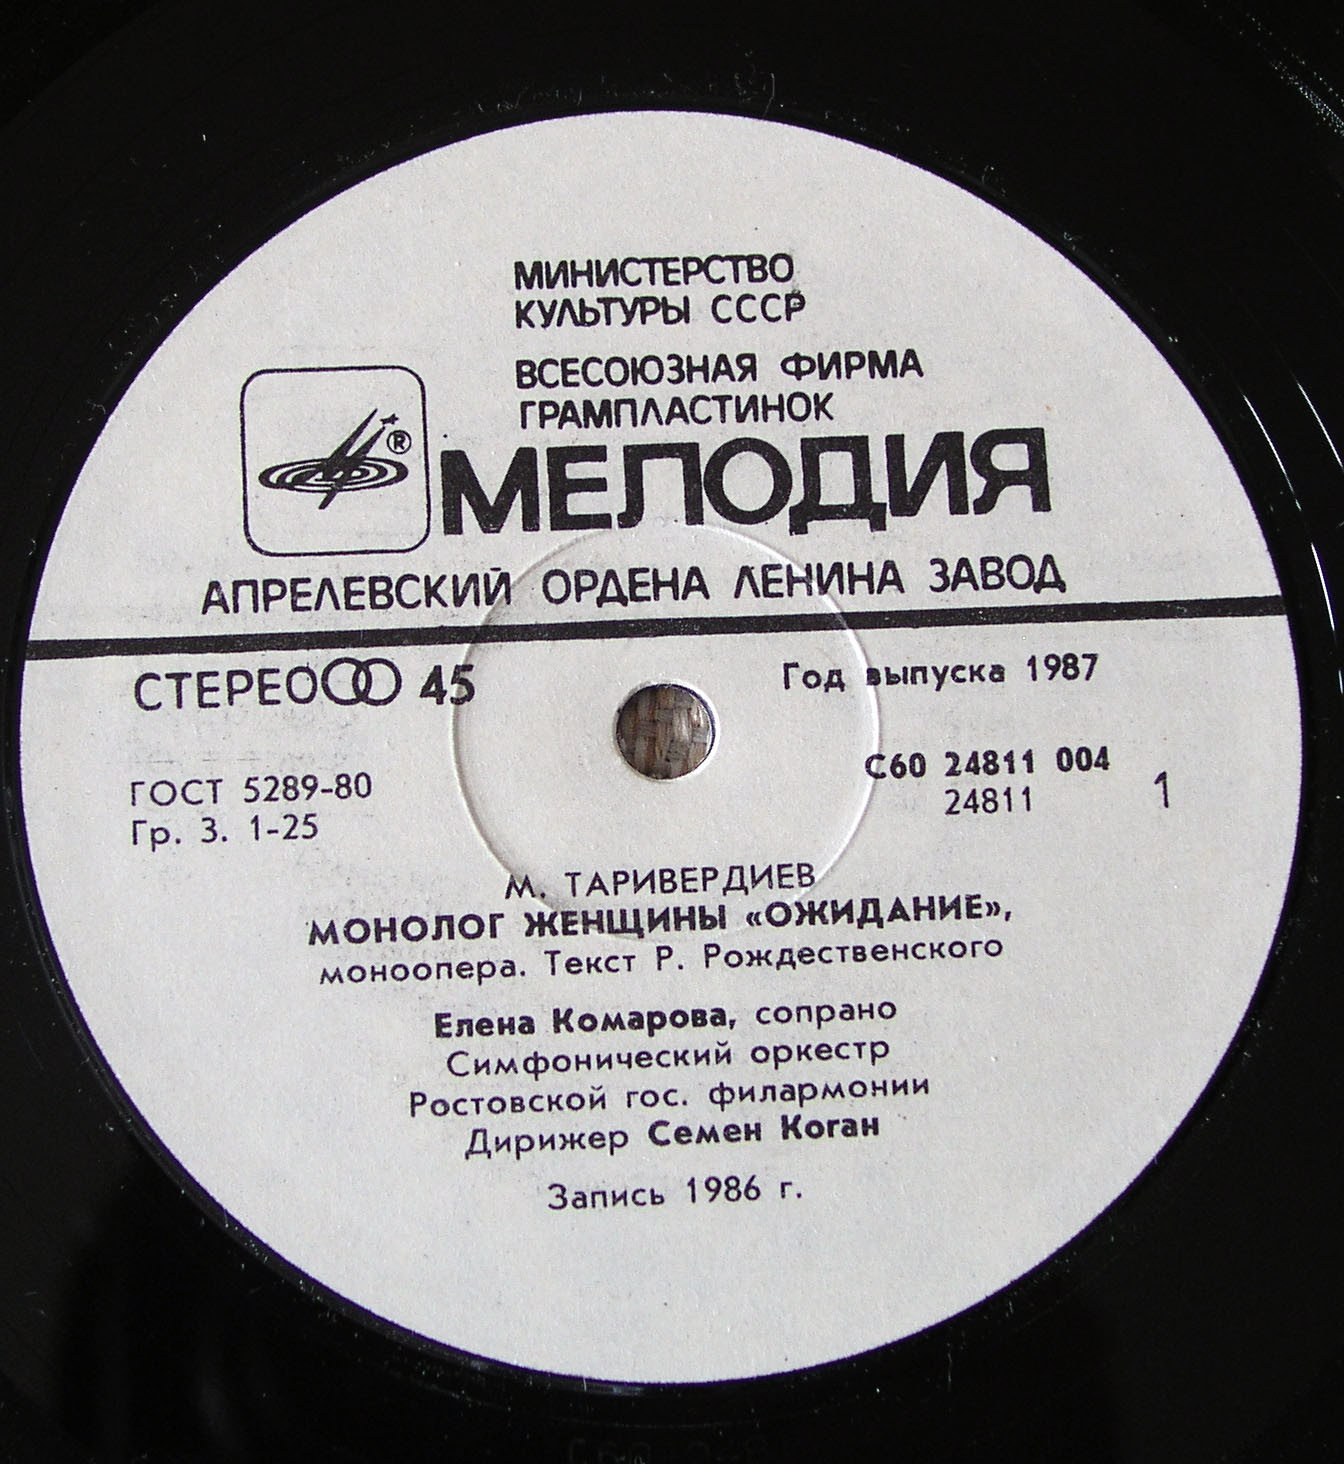 МИНИСТЕРСТВО
КУЛЬТУРЫ СССР
ВСЕСОЮЗНАЯ ФИРМА
ГРАМПЛАСТИНОК
®
МЕЛОДИЯ
АПРЕЛЕВСКИЙ ОРДЕНА ЛЕНИНА ЗАВОД
СТЕРЕО 45
Год выпуска 1987
ГОСТ 5289-80
Гр. 3. 1-25
С60 24811 004
24811
1
М. ТАРИВЕРДИЕВ
МОНОЛОГ ЖЕНЩИНЫ «ОЖИДАНИЕ»,
моноопера. Текст Р. Рождественского
Елена Комарова, сопрано
Симфонический оркестр
Ростовской гос. филармонии
Дирижер Семен Коган
Запись 1986 г.